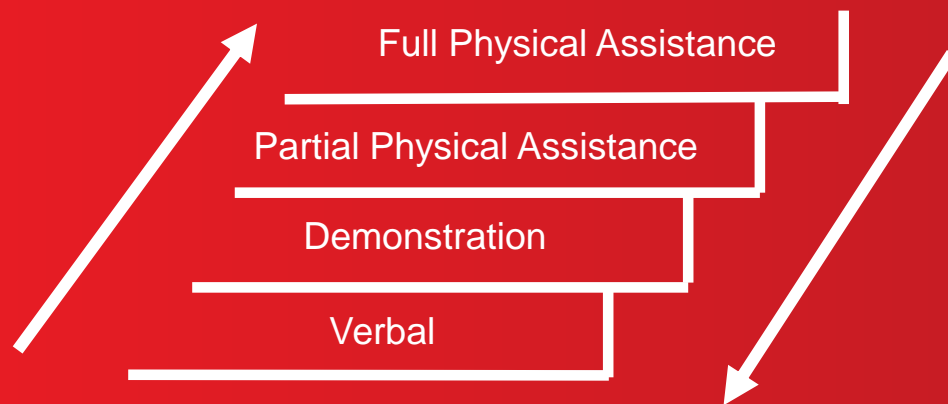 Full Physical Assistance
Partial Physical Assistance
Demonstration
Verbal